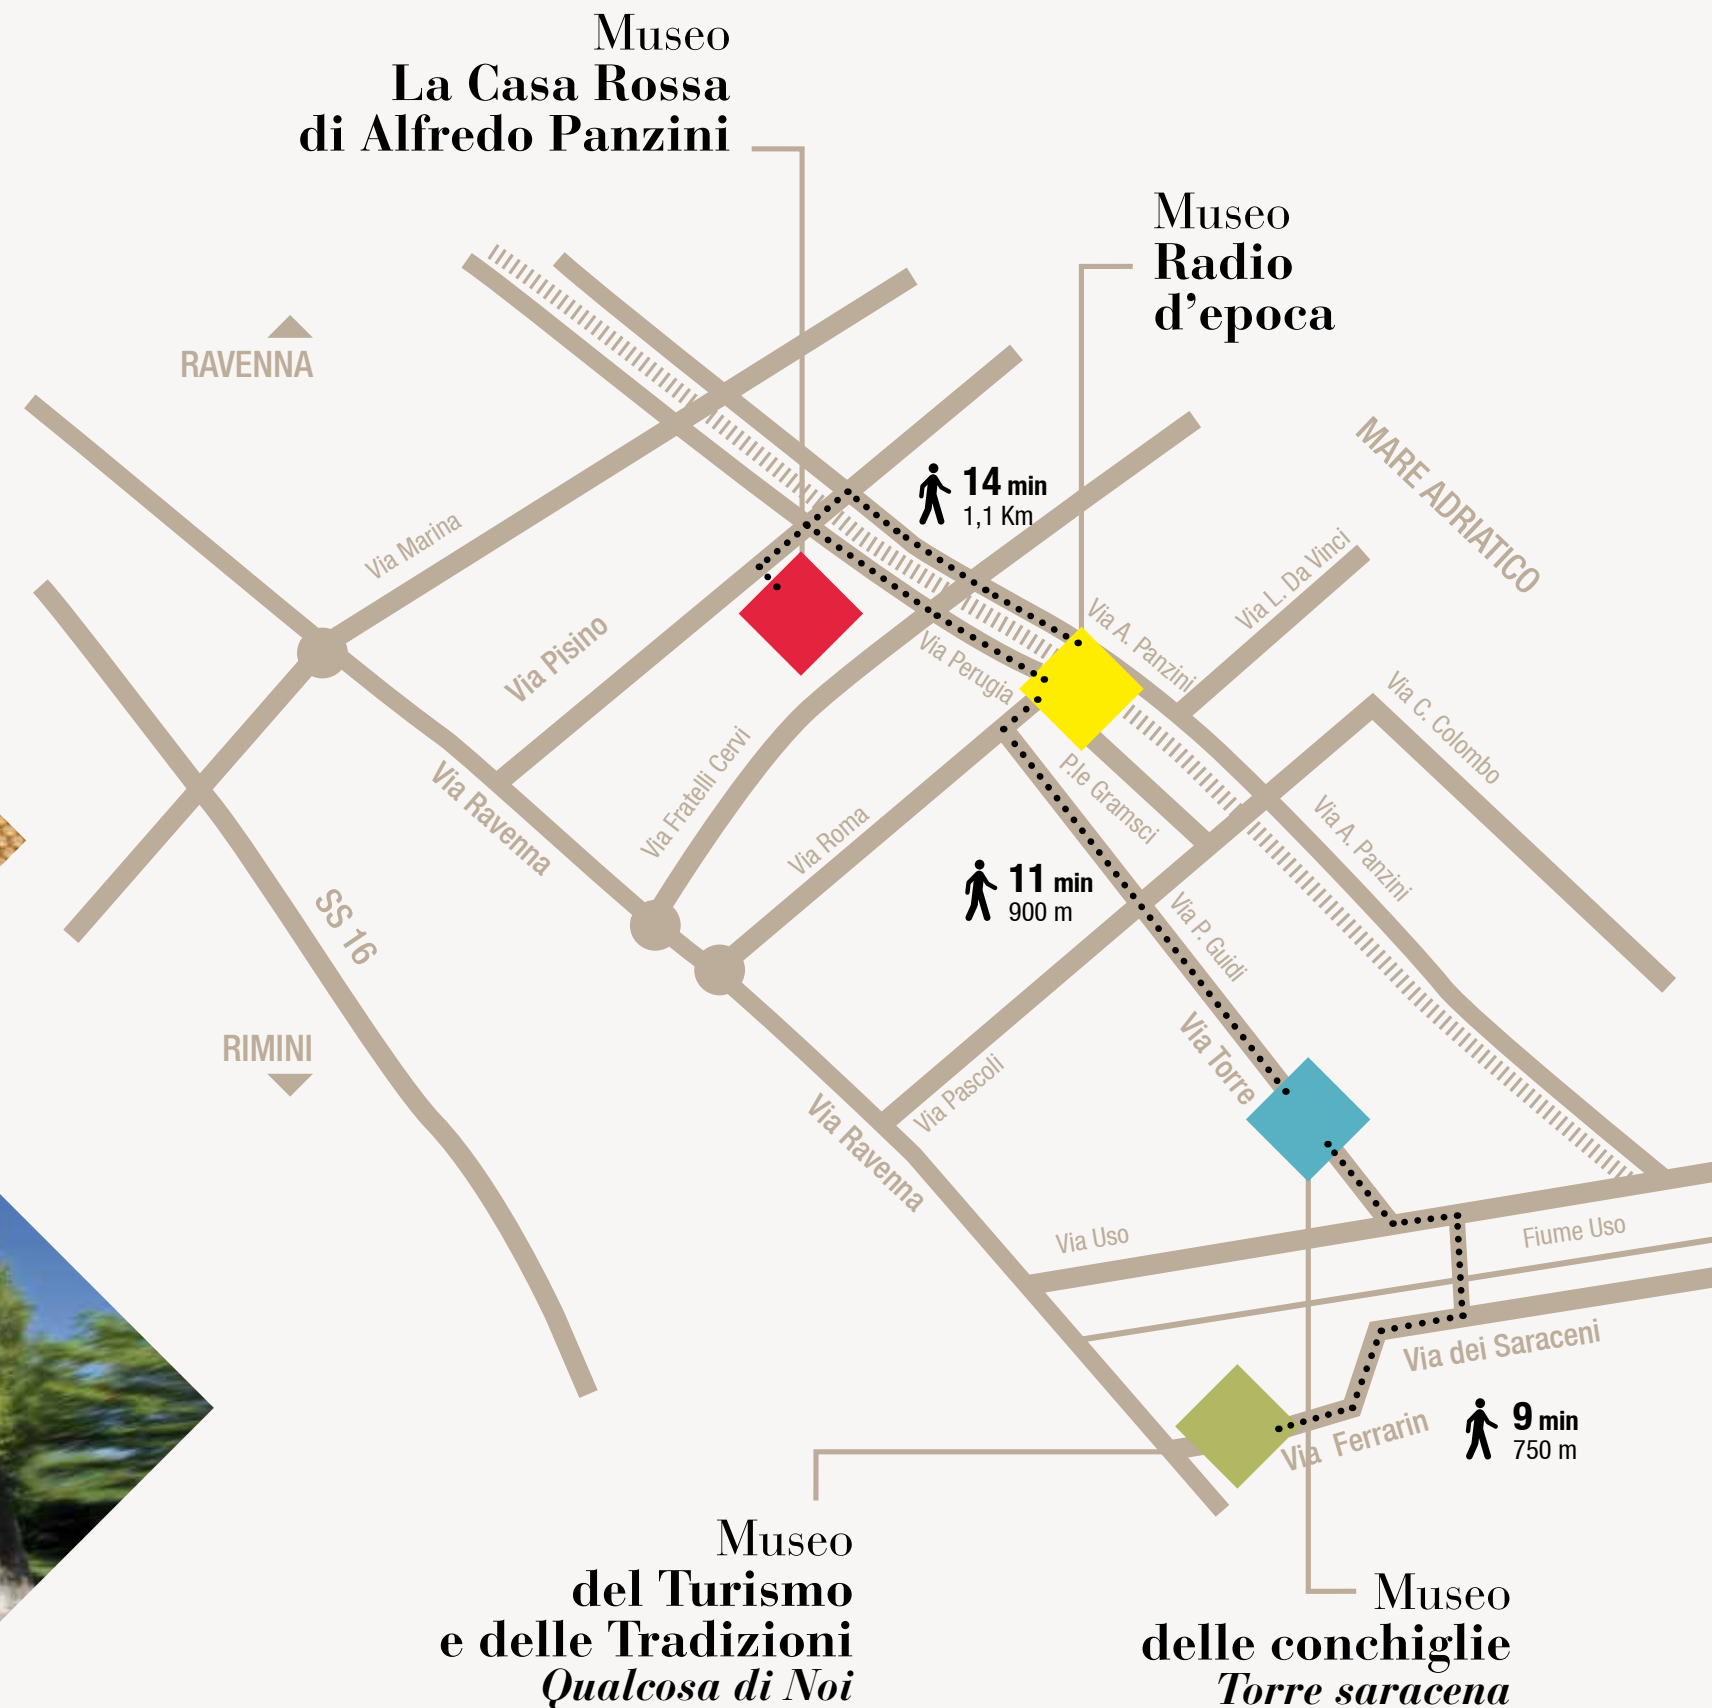 Museo
La Casa Rossa
di Alfredo Panzini
Museo
Radio
d’epoca
RAVENNA
MARE ADRIATICO
14 min
1,1 Km
Via Marina
Via L. Da Vinci
Via Pisino
Via A. Panzini
Via Perugia
Via C. Colombo
Via Ravenna
Via Fratelli Cervi
P.le Gramsci
Via Roma
Via A. Panzini
11 min
900 m
SS 16
Via P. Guidi
RIMINI
Via Torre
Via Pascoli
Via Ravenna
Via Uso
Fiume Uso
Via dei Saraceni
Via Ferrarin
9 min
750 m
Museo
del Turismo
e delle Tradizioni
Qualcosa di Noi
Museo
delle conchiglie
Torre saracena